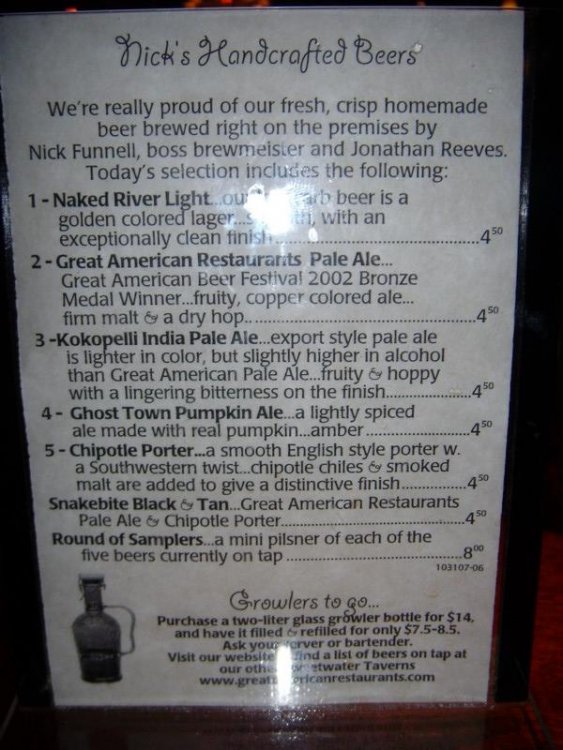 Nick's Handcrafted Beers
We're really proud of our fresh, crisp homemade
beer brewed right on the premises by
Nick Funnell, boss brewmeister and Jonathan Reeves.
Today's selection includes the following:
1 - Naked River Light...our carb beer is a
golden colored lager... with an
exceptionally clean finish...4 50
2 - Great American Restaurants Pale Ale...
Great American Beer Festival 2002 Bronze
Medal Winner...fruity, copper colored ale...
firm malt & a dry hop...4 50
3 -Kokopelli India Pale Ale...export style pale ale
is lighter in color, but slightly higher in alcohol
than Great American Pale Ale...fruity & hoppy
with a lingering bitterness on the finish...4 50
4 - Ghost Town Pumpkin Ale...a lightly spiced
ale made with real pumpkin...amber...4 50
5 - Chipotle Porter...a smooth English style porter w.
a Southwestern twist...chipotle chiles & smoked
malt are added to give a distinctive finish...4 50
Snakebite Black & Tan...Great American Restaurants
Pale Ale & Chipotle Porter...4 50
Round of Samplers...a mini pilsner of each of the
five beers currently on tap...8 00
103107-06
Growlers to go...
Purchase a two-liter glass growler bottle for $14,
and have it filled & refilled for only $7.5-8.5.
Ask your server or bartender.
Visit our website find a list of beers on tap at
our other Sweetwater Taverns
www.greatamericanrestaurants.com